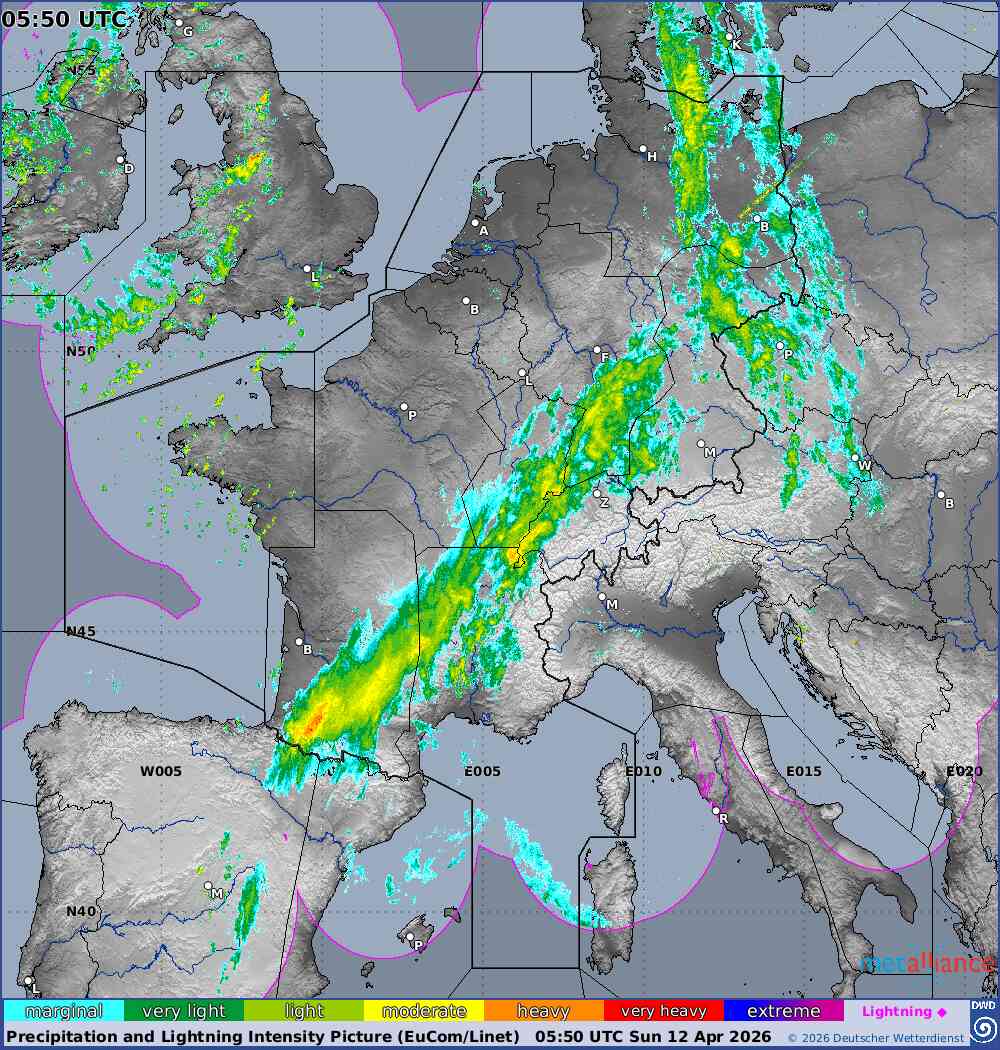 05:50 UTC
G
K
N55
H
D
A
B
L
B
N50
F
P
L
P
M
W
Z
B
M
N45
B
W005
E005
E010
E015
E020
R
M
N40
P
metalliance
L
marginal very light light moderate heavy very heavy extreme Lightning ◆
DWD
Precipitation and Lightning Intensity Picture (EuCom/Linet) 05:50 UTC Sun 12 Apr 2026 © 2026 Deutscher Wetterdienst